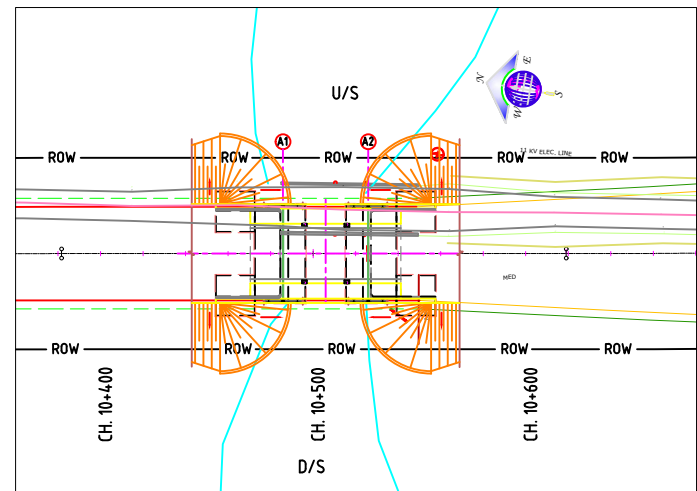 U/S
N
E
W
S
A1
A2
11 KV ELEC. LINE
ROW
ROW
ROW
ROW
ROW
MED
ROW
ROW
ROW
ROW
ROW
CH. 10+400
CH. 10+500
CH. 10+600
D/S